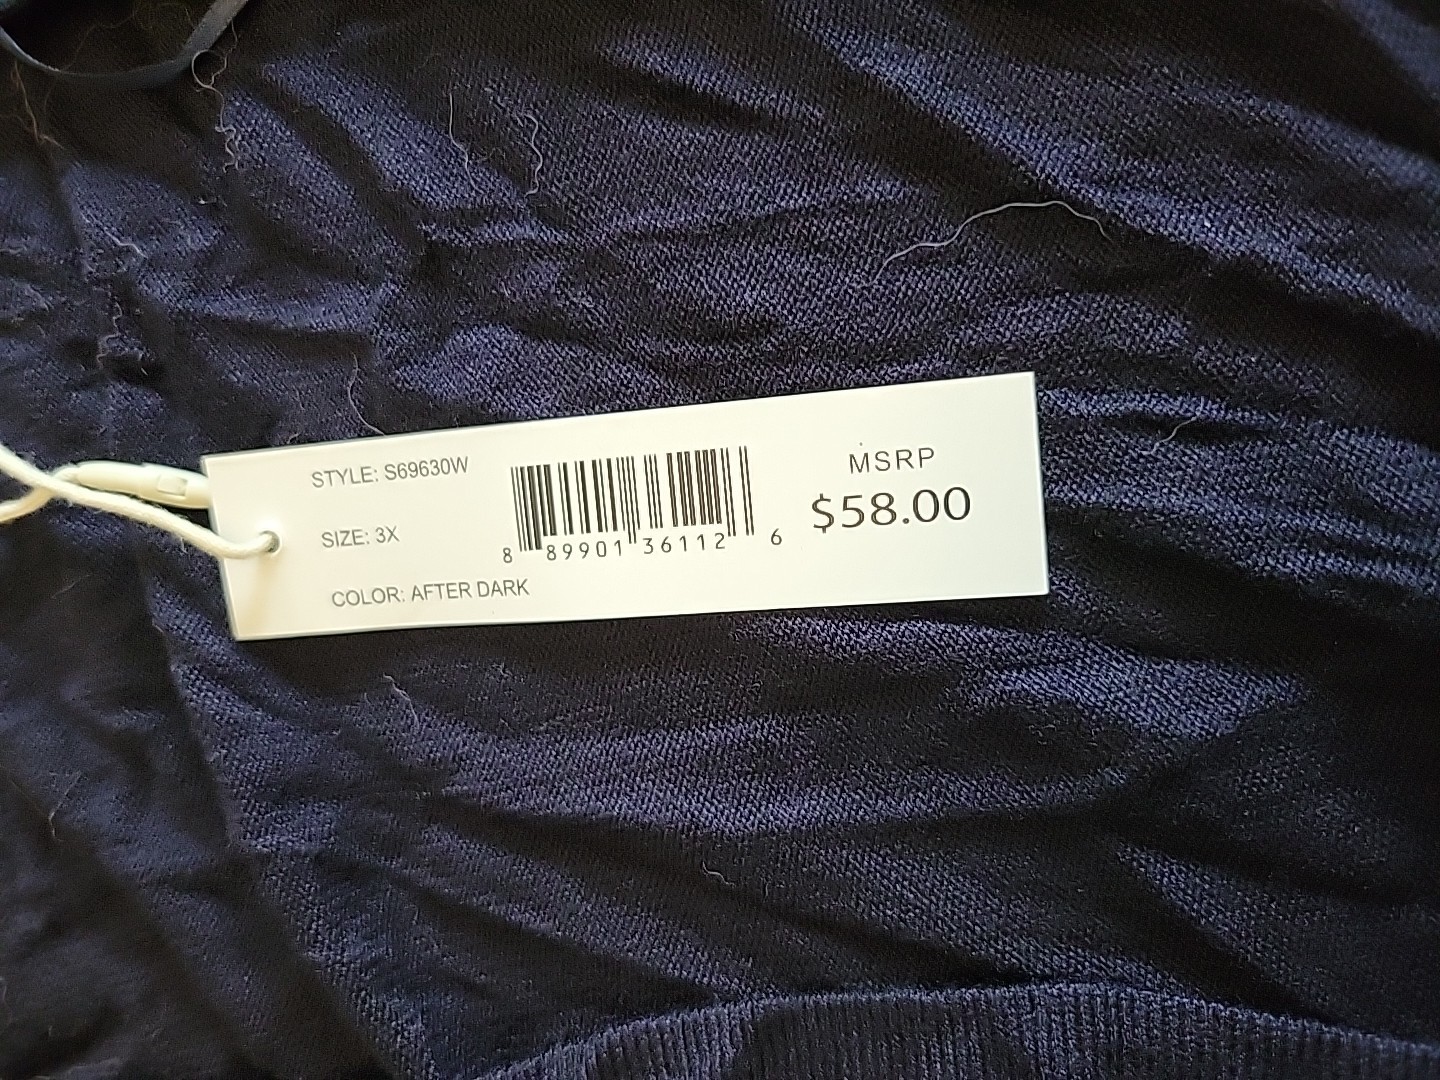 STYLE: S69630W
SIZE: 3X
COLOR: AFTER DARK
8 89901 36112 6
MSRP
$58.00